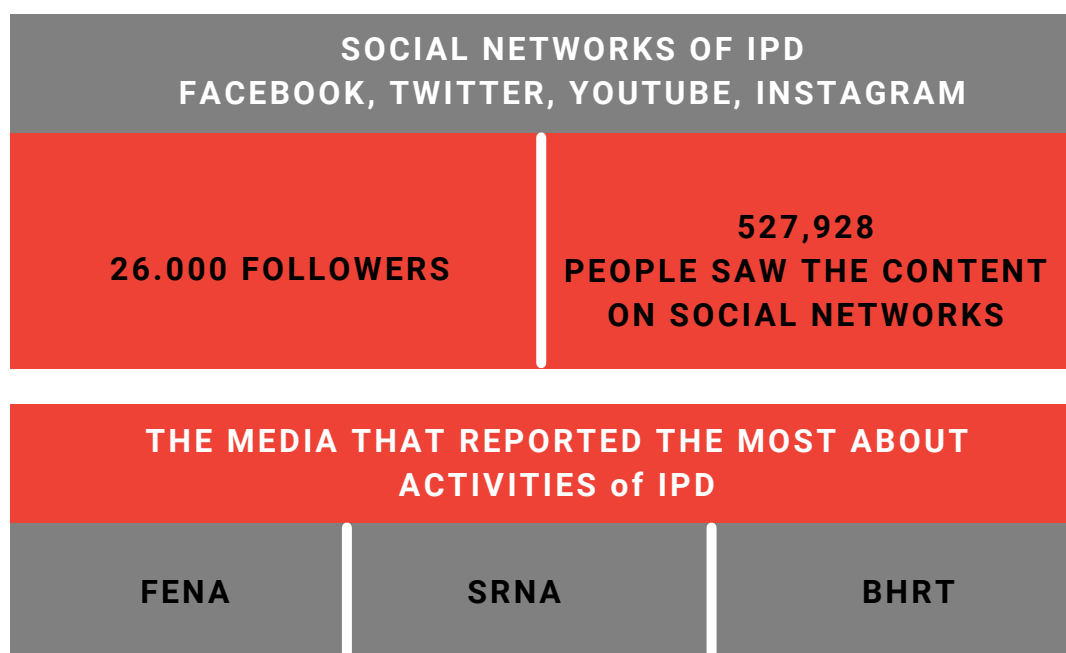 SOCIAL NETWORKS OF IPD
FACEBOOK, TWITTER, YOUTUBE, INSTAGRAM
26.000 FOLLOWERS
527,928
PEOPLE SAW THE CONTENT
ON SOCIAL NETWORKS
THE MEDIA THAT REPORTED THE MOST ABOUT
ACTIVITIES of IPD
FENA
SRNA
BHRT